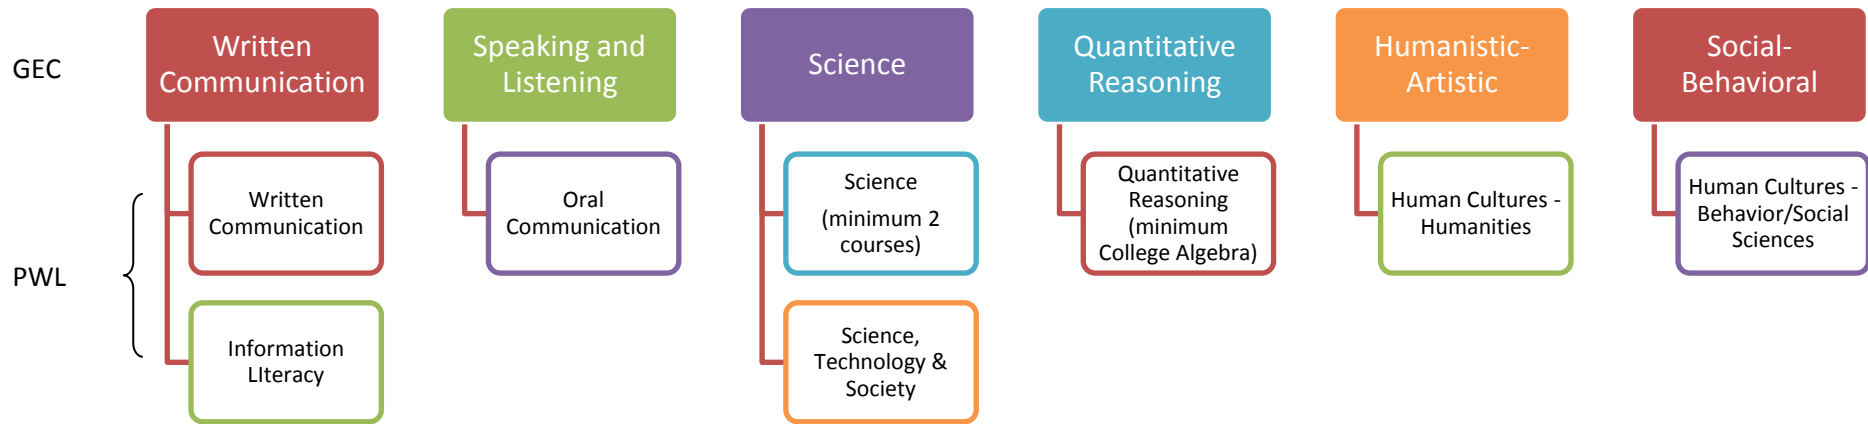 GEC
Written
Communication
Speaking and
Listening
Science
Quantitative
Reasoning
Humanistic-
Artistic
Social-
Behavioral
PWL
Written
Communication
Oral
Communication
Science
(minimum 2
courses)
Quantitative
Reasoning
(minimum
College Algebra)
Human Cultures -
Humanities
Human Cultures -
Behavior/Social
Sciences
Information
LIteracy
Science,
Technology &
Society